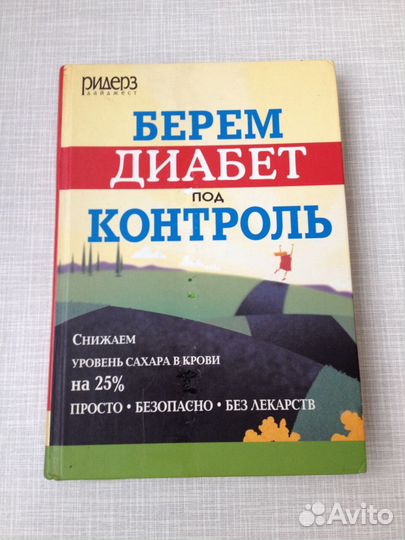 Ридерз
Дайджест
БЕРЕМ
ДИАБЕТ
ПОД
КОНТРОЛЬ
СНИЖАЕМ
УРОВЕНЬ САХАРА В КРОВИ
НА 25%
ПРОСТО • БЕЗОПАСНО • БЕЗ ЛЕКАРСТВ
Avito